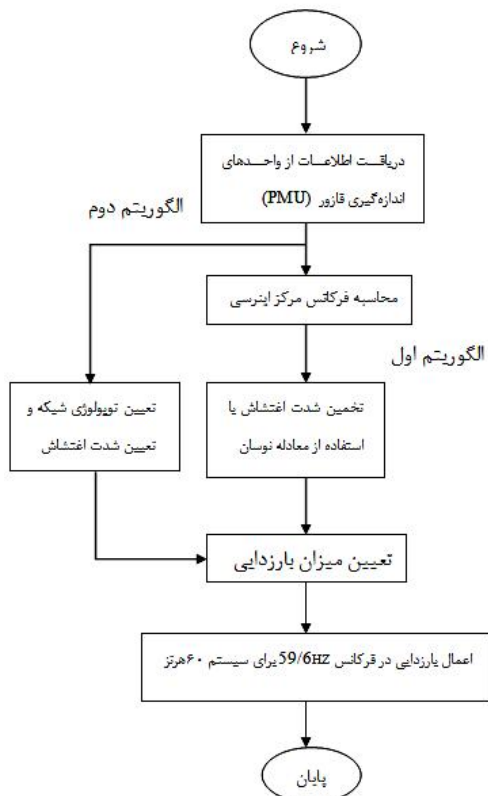 شروع
دریافت اطلاعات از واحدهای
اندازه‌گیری فازور (PMU)
الگوریتم دوم
محاسبه فرکانس مرکز اینرسی
الگوریتم اول
تخمین شدت اغتشاش با
استفاده از معادله نوسان
تعیین توپولوژی شبکه و
تعیین شدت اغتشاش
تعیین میزان بارزدایی
اعمال بارزدایی در فرکانس 59/6HZ برای سیستم ۶۰هرتز
پایان